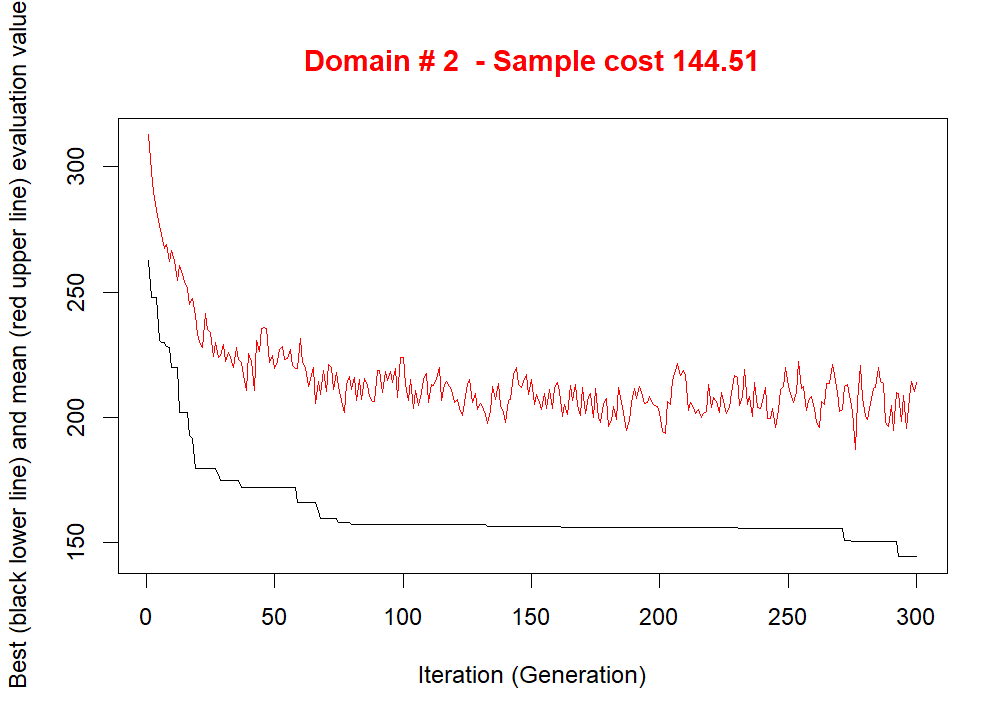 Domain # 2  - Sample cost 144.51
Best (black lower line) and mean (red upper line) evaluation value
300
250
200
150
0 50 100 150 200 250 300
Iteration (Generation)